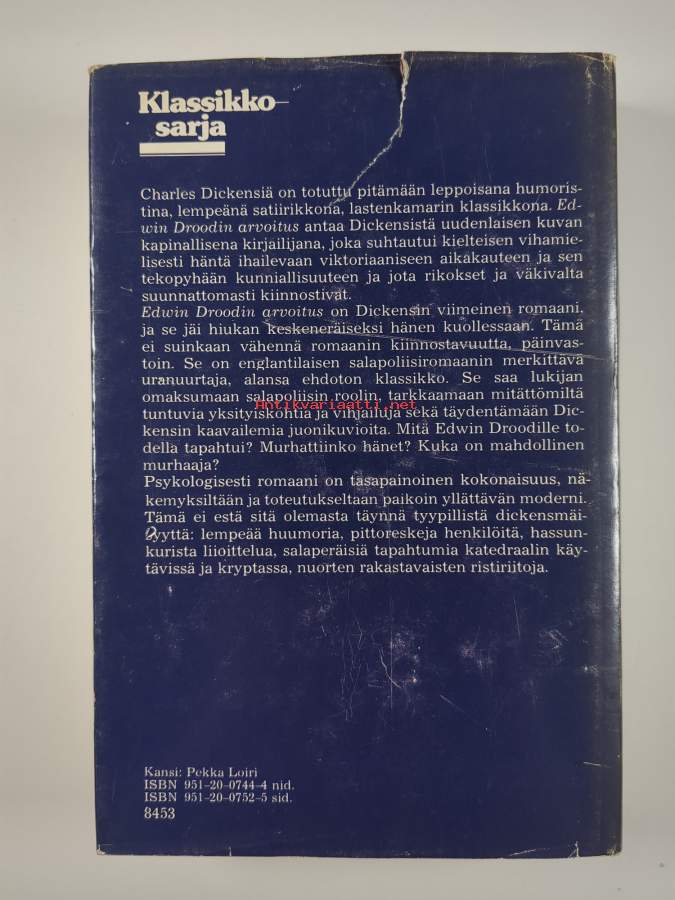 Klassikko-
sarja
Charles Dickensiä on totuttu pitämään leppoisana humoris-
tina, lempeänä satiirikkona, lastenkamarin klassikkona. Ed-
win Droodin arvoitus antaa Dickensistä uudenlaisen kuvan
kapinallisena kirjailijana, joka suhtautui kielteisen vihamie-
lisesti häntä ihailevaan viktoriaaniseen aikakauteen ja sen
tekopyhään kunniallisuuteen ja jota rikokset ja väkivalta
suunnattomasti kiinnostivat.
Edwin Droodin arvoitus on Dickensin viimeinen romaani,
ja se jäi hiukan keskeneräiseksi hänen kuollessaan. Tämä
ei suinkaan vähennä romaanin kiinnostavuutta, päinvas-
toin. Se on englantilaisen salapoliisiromaanin merkittävä
uranuurtaja, alansa ehdoton klassikko. Se saa lukijan
omaksumaan salapoliisin roolin, tarkkaamaan mitättömiltä
Antikvariaatti.net
tuntuvia yksityiskohtia ja vihjailuja sekä täydentämään Dic-
kensin kaavailemia juonikuvioita. Mitä Edwin Droodille to-
della tapahtui? Murhattiinko hänet? Kuka on mahdollinen
murhaaja?
Psykologisesti romaani on tasapainoinen kokonaisuus, nä-
kemyksiltään ja toteutukseltaan paikoin yllättävän moderni.
Tämä ei estä sitä olemasta täynnä tyypillistä dickensmäi-
syyttä: lempeää huumoria, pittoreskeja henkilöitä, hassun-
kurista liioittelua, salaperäisiä tapahtumia katedraalin käy-
tävissä ja kryptassa, nuorten rakastavaisten ristiriitoja.
Kansi: Pekka Loiri
ISBN 951-20-0744-4 nid.
ISBN 951-20-0752-5 sid.
8453